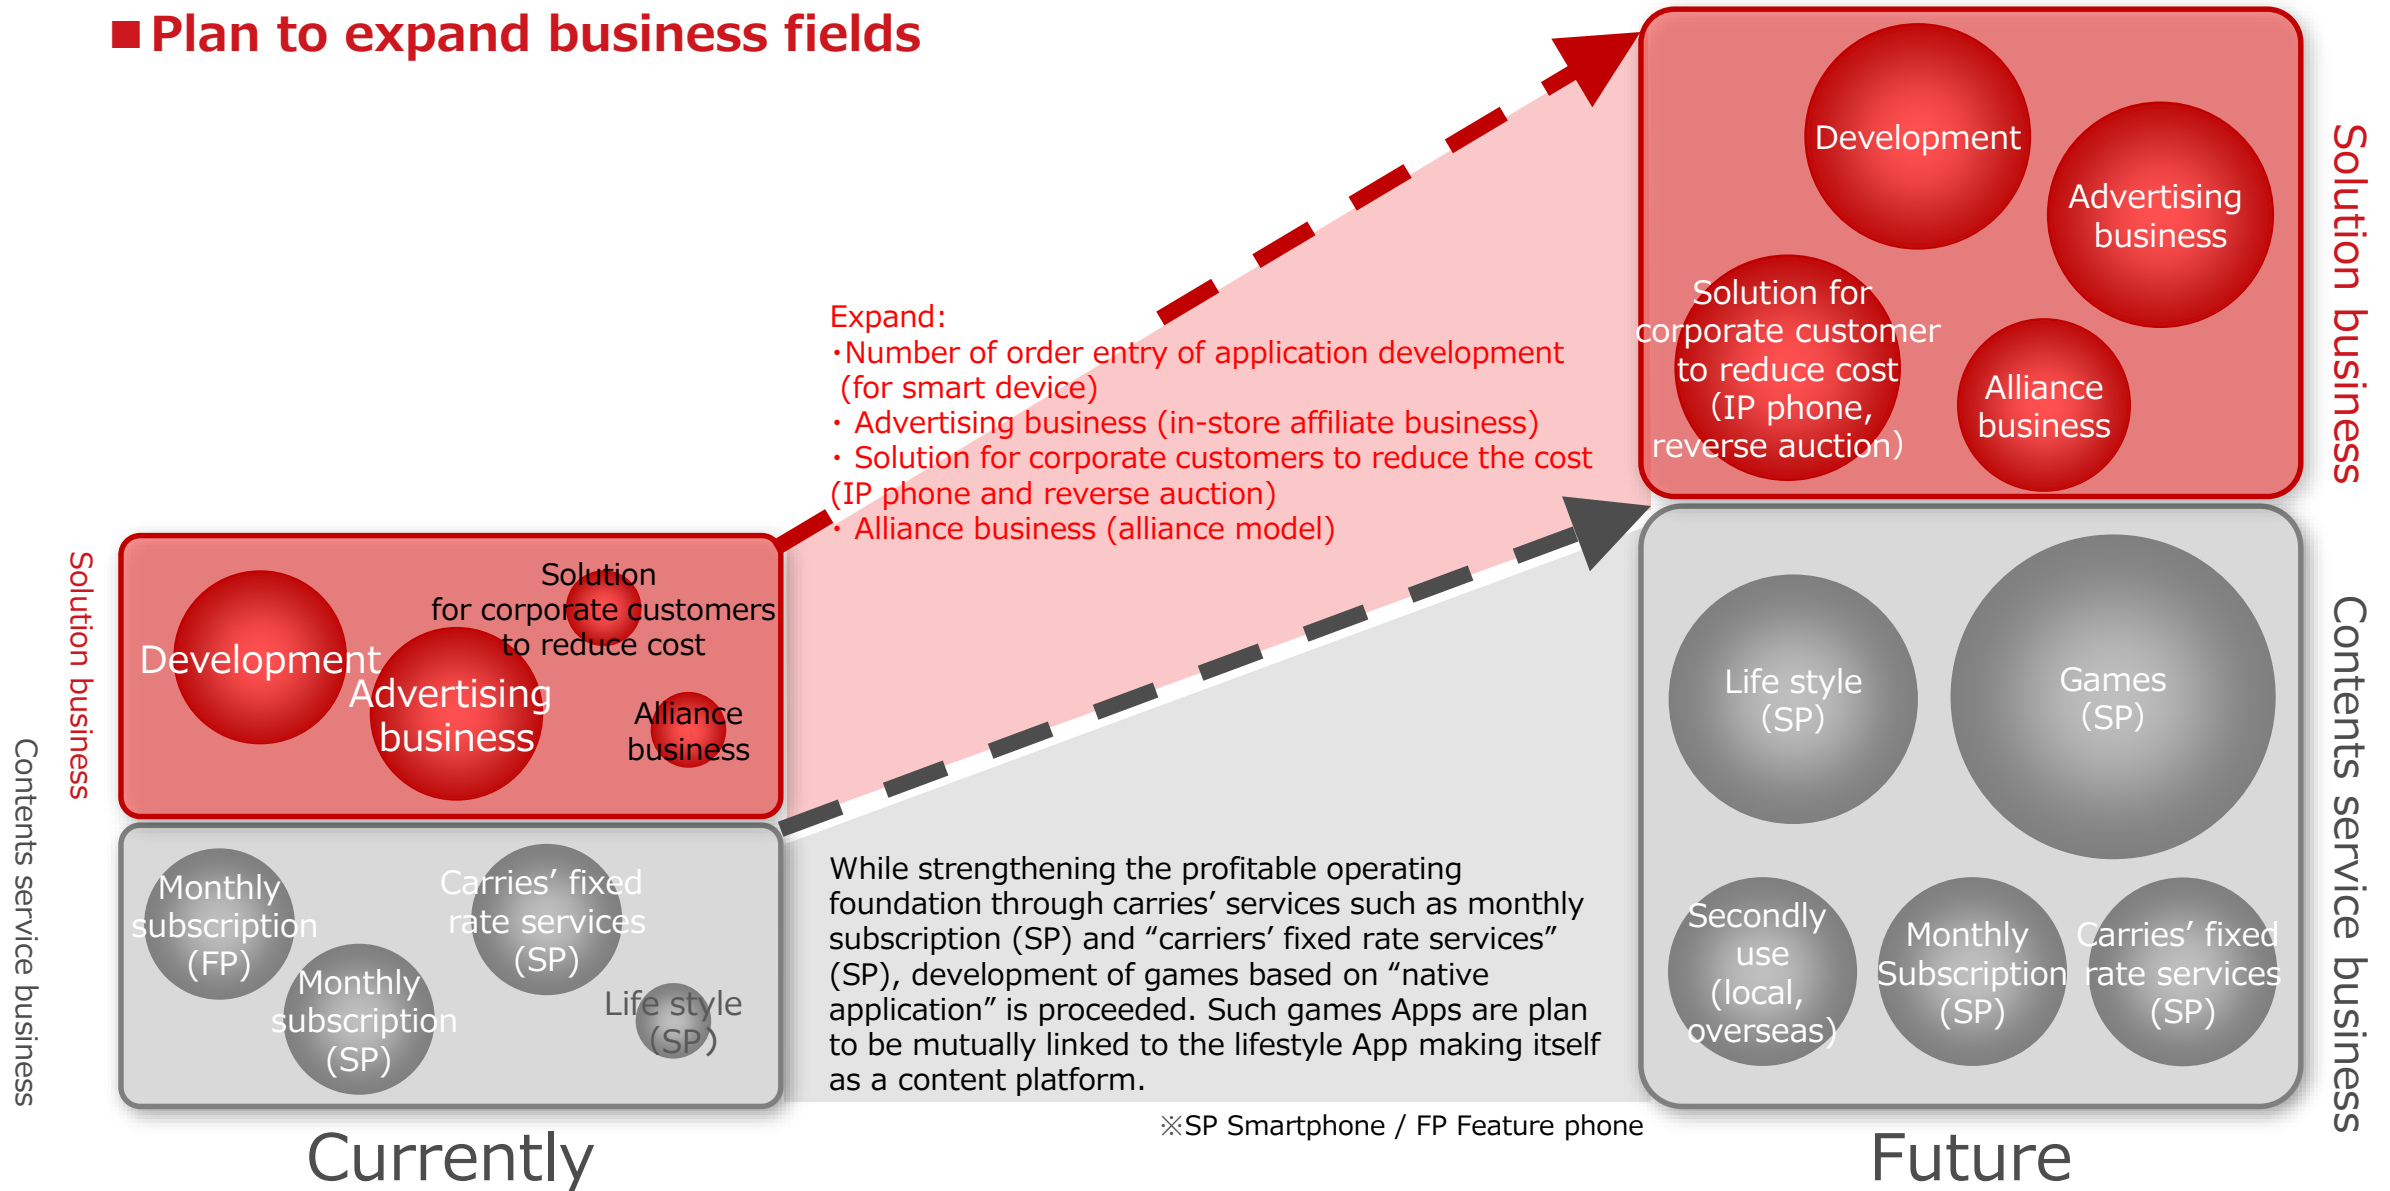 ■Plan to expand business fields
Solution business
Development
Advertising
business
Solution
for corporate customers
to reduce cost
Alliance
business
Contents service business
Monthly
subscription
(FP)
Monthly
subscription
(SP)
Carries’ fixed
rate services
(SP)
Life style
(SP)
Currently
Expand:
・Number of order entry of application development
(for smart device)
・ Advertising business (in-store affiliate business)
・ Solution for corporate customers to reduce the cost
(IP phone and reverse auction)
・ Alliance business (alliance model)
While strengthening the profitable operating
foundation through carries’ services such as monthly
subscription (SP) and “carriers’ fixed rate services”
(SP), development of games based on “native
application” is proceeded. Such games Apps are plan
to be mutually linked to the lifestyle App making itself
as a content platform.
※SP Smartphone / FP Feature phone
Solution business
Development
Advertising
business
Solution for
corporate customer
to reduce cost
(IP phone,
reverse auction)
Alliance
business
Contents service business
Life style
(SP)
Games
(SP)
Secondly
use
(local,
overseas)
Monthly
Subscription
(SP)
Carries’ fixed
rate services
(SP)
Future